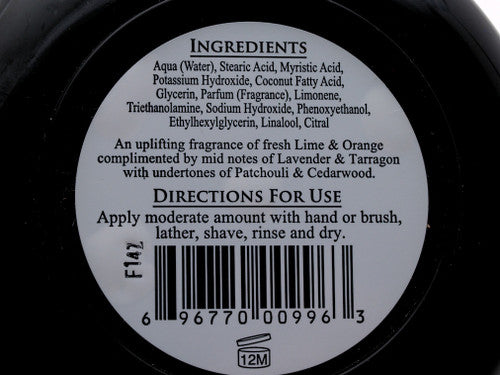 INGREDIENTS
Aqua (Water), Stearic Acid, Myristic Acid,
Potassium Hydroxide, Coconut Fatty Acid,
Glycerin, Parfum (Fragrance), Limonene,
Triethanolamine, Sodium Hydroxide, Phenoxyethanol,
Ethylhexylglycerin, Linalool, Citral
An uplifting fragrance of fresh Lime & Orange
complimented by mid notes of Lavender & Tarragon
with undertones of Patchouli & Cedarwood.
DIRECTIONS FOR USE
Apply moderate amount with hand or brush,
lather, shave, rinse and dry.
F142
6 96770 00996 3
12M